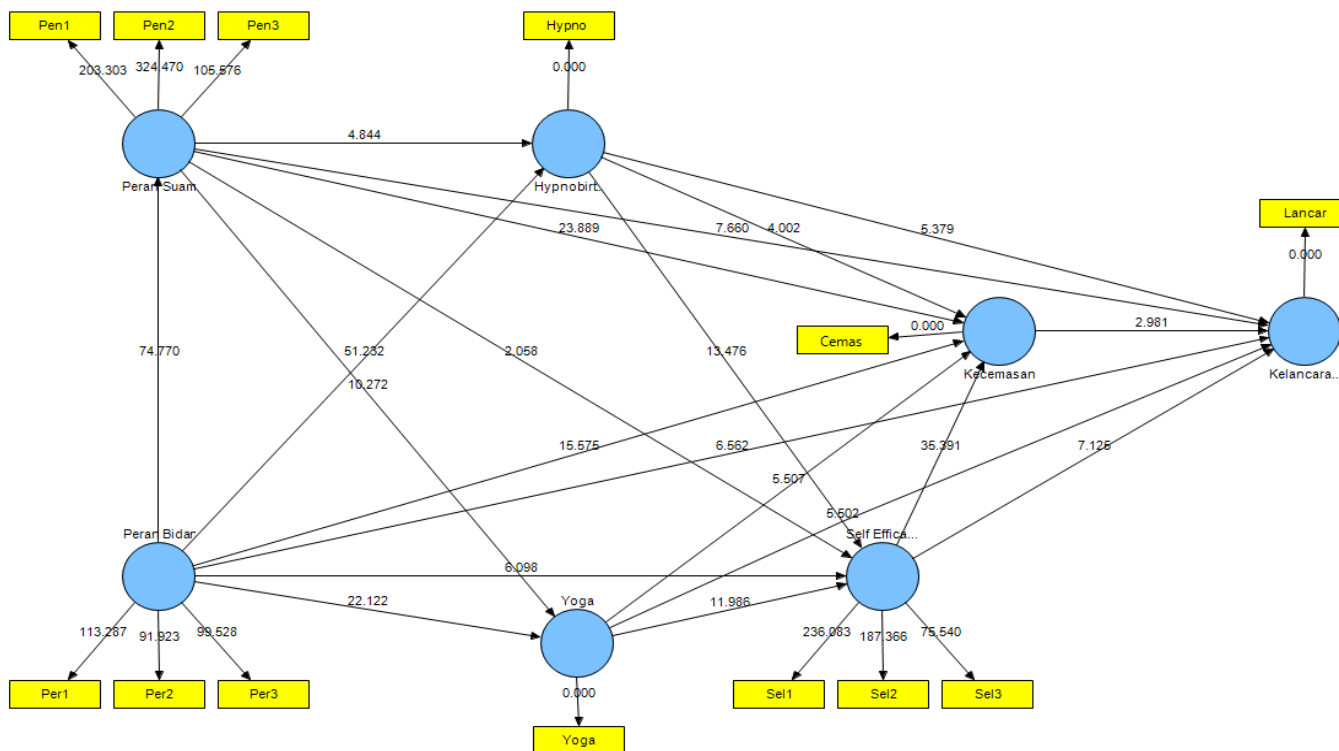 Pen1
Pen2
Pen3
Hypno
203.303
324.470
105.576
0.000
Peran Suam
4.844
Hypnobirt...
Lancar
0.000
23.889
7.660
4.002
5.379
74.770
51.232
10.272
2.058
13.476
Cemas
0.000
Kecemasan
2.981
Kelancara...
15.575
6.562
35.391
7.125
5.507
5.502
Peran Bidan
6.098
Self Effica...
22.122
Yoga
11.986
113.287
91.923
99.528
236.083
187.366
75.540
Per1
Per2
Per3
0.000
Sel1
Sel2
Sel3
Yoga